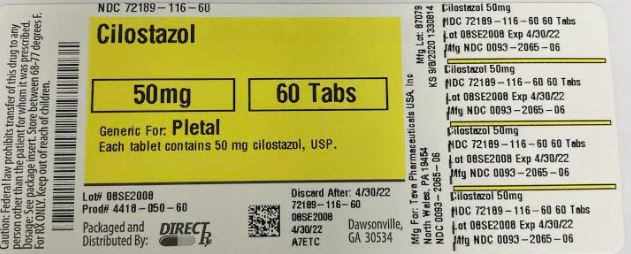 Caution: Federal law prohibits transfer of this drug to any
person other than the patient for whom it was prescribed.
Dosage: See package insert. Store between 68-77 degrees F.
For RX ONLY. Keep out of reach of children.
NDC 72189-116-60
Cilostazol
50mg
60 Tabs
Generic For: Pletal
Each tablet contains 50 mg cilostazol, USP.
Lot# 08SE2008
Prod# 4418-050-60
Packaged and
Distributed By:
DIRECT Rx
Discard After: 4/30/22
72189-116-60
08SE2008
4/30/22
A7ETC
Dawsonville,
GA 30534
Mfg For: Teva Pharmaceuticals USA, Inc
North Wales, PA 19454
NDC 0093-2065-06
Mfg Lot: 87079
KS 9/8/2020 1330814
Cilostazol 50mg
NDC 72189-116-60 60 Tabs
Lot 08SE2008 Exp 4/30/22
Mfg NDC 0093-2065-06
Cilostazol 50mg
NDC 72189-116-60 60 Tabs
Lot 08SE2008 Exp 4/30/22
Mfg NDC 0093-2065-06
Cilostazol 50mg
NDC 72189-116-60 60 Tabs
Lot 08SE2008 Exp 4/30/22
Mfg NDC 0093-2065-06
Cilostazol 50mg
NDC 72189-116-60 60 Tabs
Lot 08SE2008 Exp 4/30/22
Mfg NDC 0093-2065-06